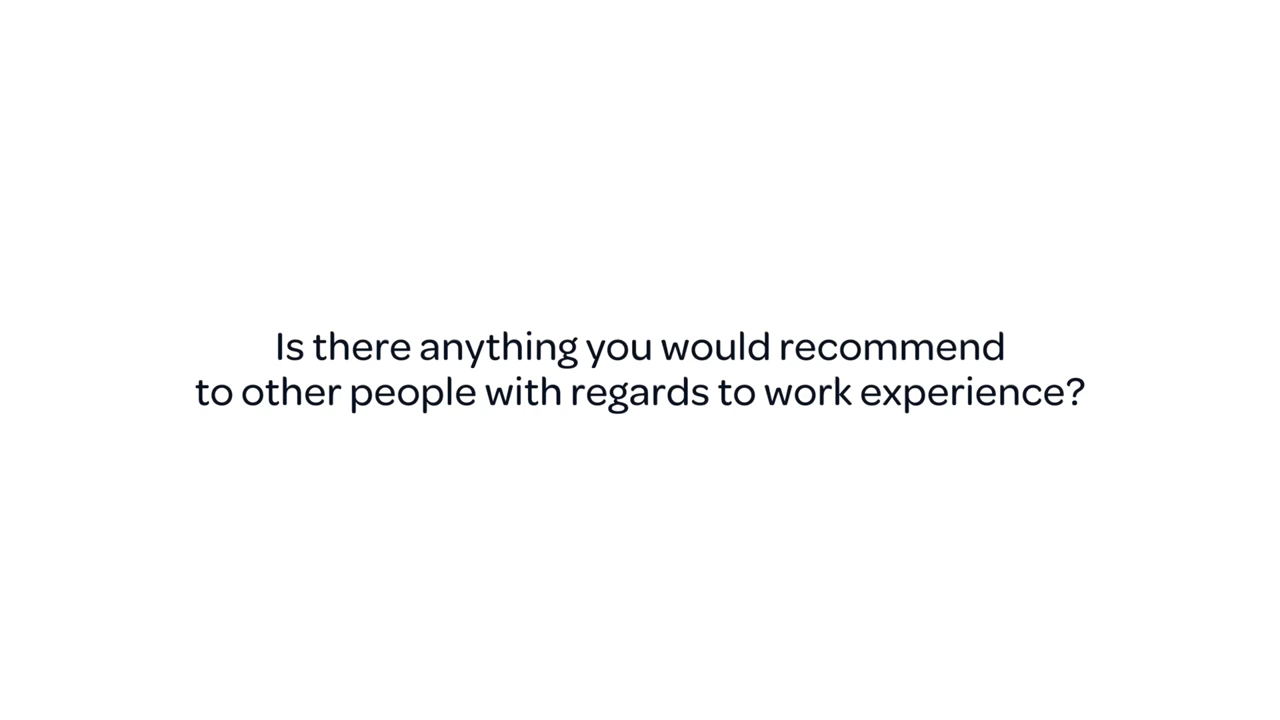 Is there anything you would recommend
to other people with regards to work experience?